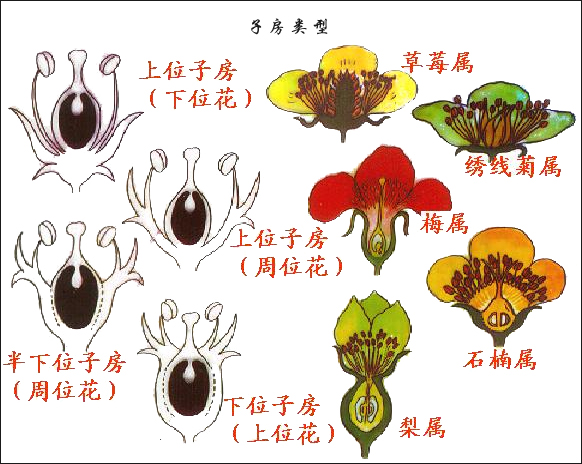 子房类型
上位子房
（下位花）
草莓属
绣线菊属
上位子房
（周位花）
梅属
半下位子房
（周位花）
石楠属
下位子房
（上位花）
梨属